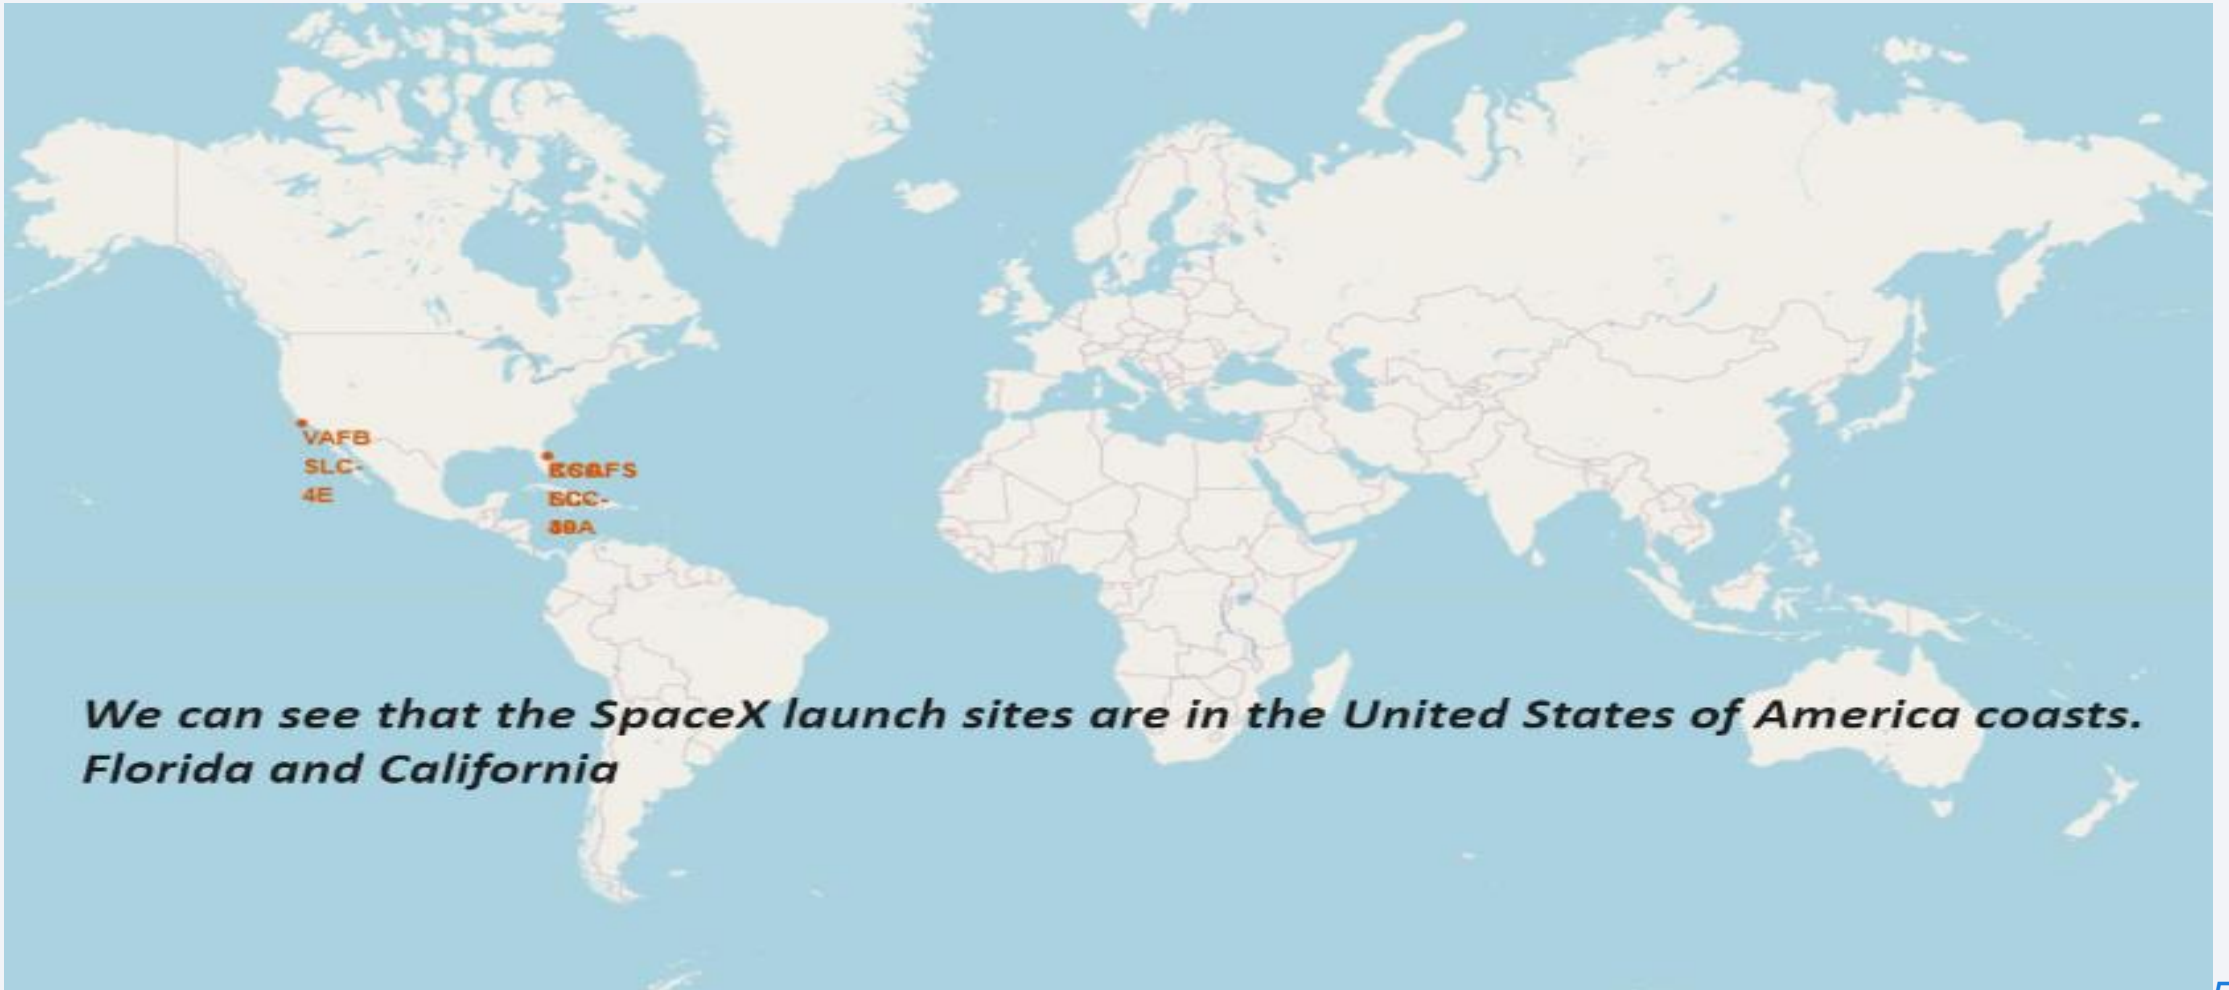 VAFB
SLC-
4E
We can see that the SpaceX launch sites are in the United States of America coasts.
Florida and California